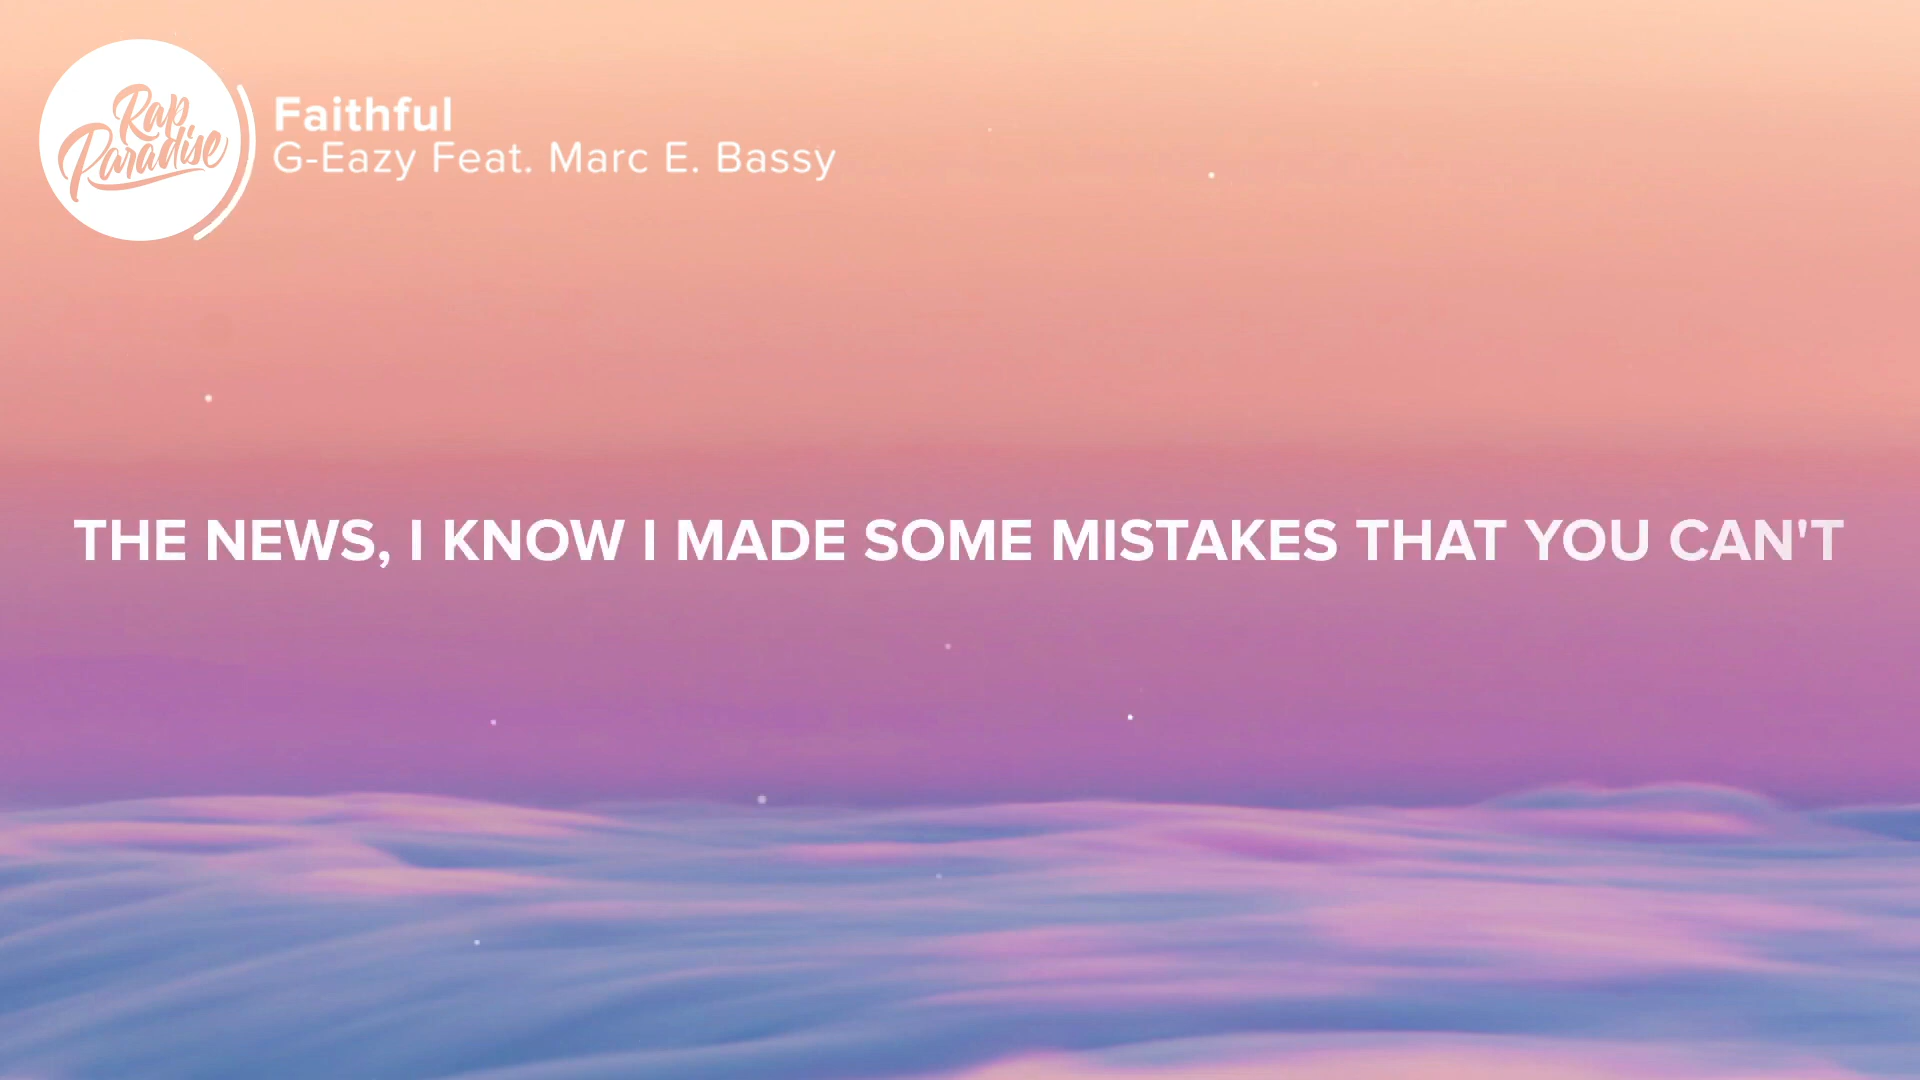 Rap
Paradise
Faithful
G-Eazy Feat. Marc E. Bassy
THE NEWS, I KNOW I MADE SOME MISTAKES THAT YOU CAN'T